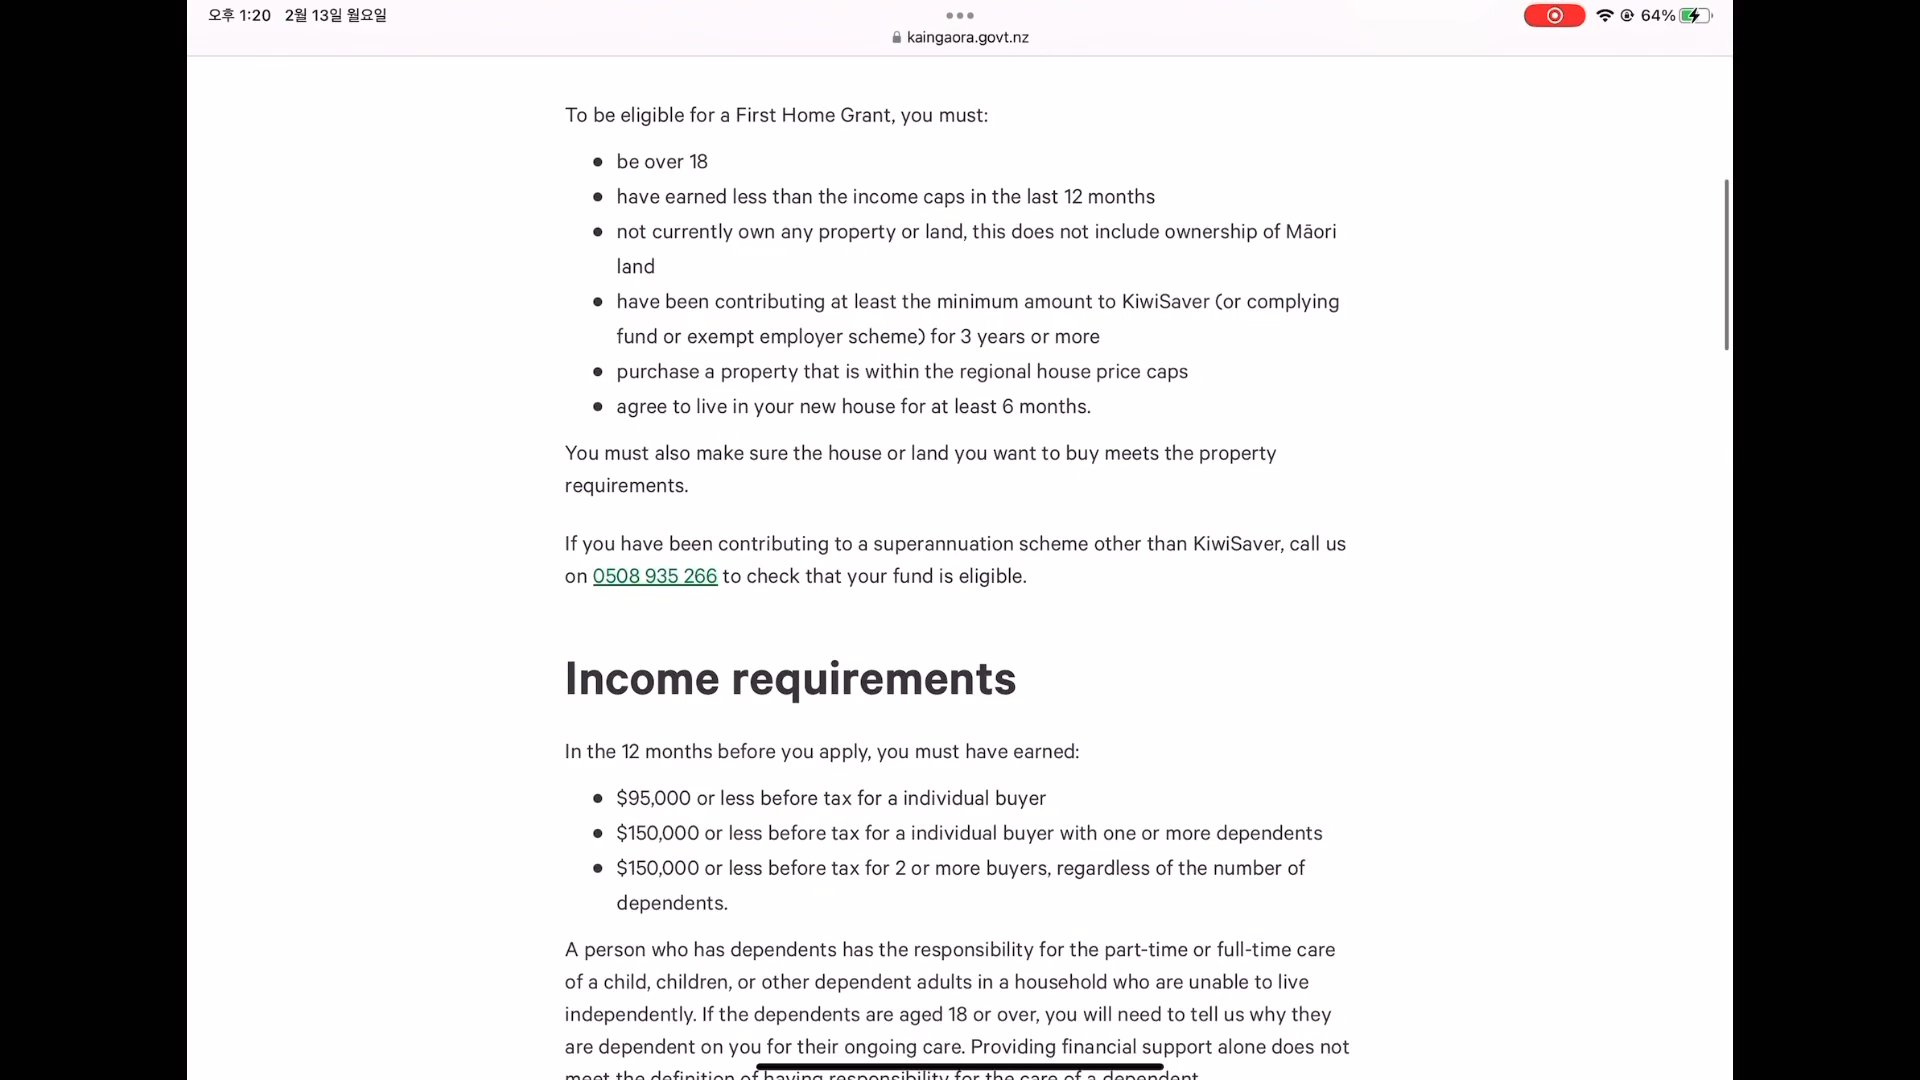 오후 1:20 2월 13일 월요일
64%
kaingaora.govt.nz
To be eligible for a First Home Grant, you must:
be over 18
have earned less than the income caps in the last 12 months
not currently own any property or land, this does not include ownership of Māori
land
have been contributing at least the minimum amount to KiwiSaver (or complying
fund or exempt employer scheme) for 3 years or more
purchase a property that is within the regional house price caps
agree to live in your new house for at least 6 months.
You must also make sure the house or land you want to buy meets the property
requirements.
If you have been contributing to a superannuation scheme other than KiwiSaver, call us
on 0508 935 266 to check that your fund is eligible.
Income requirements
In the 12 months before you apply, you must have earned:
$95,000 or less before tax for a individual buyer
$150,000 or less before tax for a individual buyer with one or more dependents
$150,000 or less before tax for 2 or more buyers, regardless of the number of
dependents.
A person who has dependents has the responsibility for the part-time or full-time care
of a child, children, or other dependent adults in a household who are unable to live
independently. If the dependents are aged 18 or over, you will need to tell us why they
are dependent on you for their ongoing care. Providing financial support alone does not
meet the definition of having responsibility for the care of a dependent.